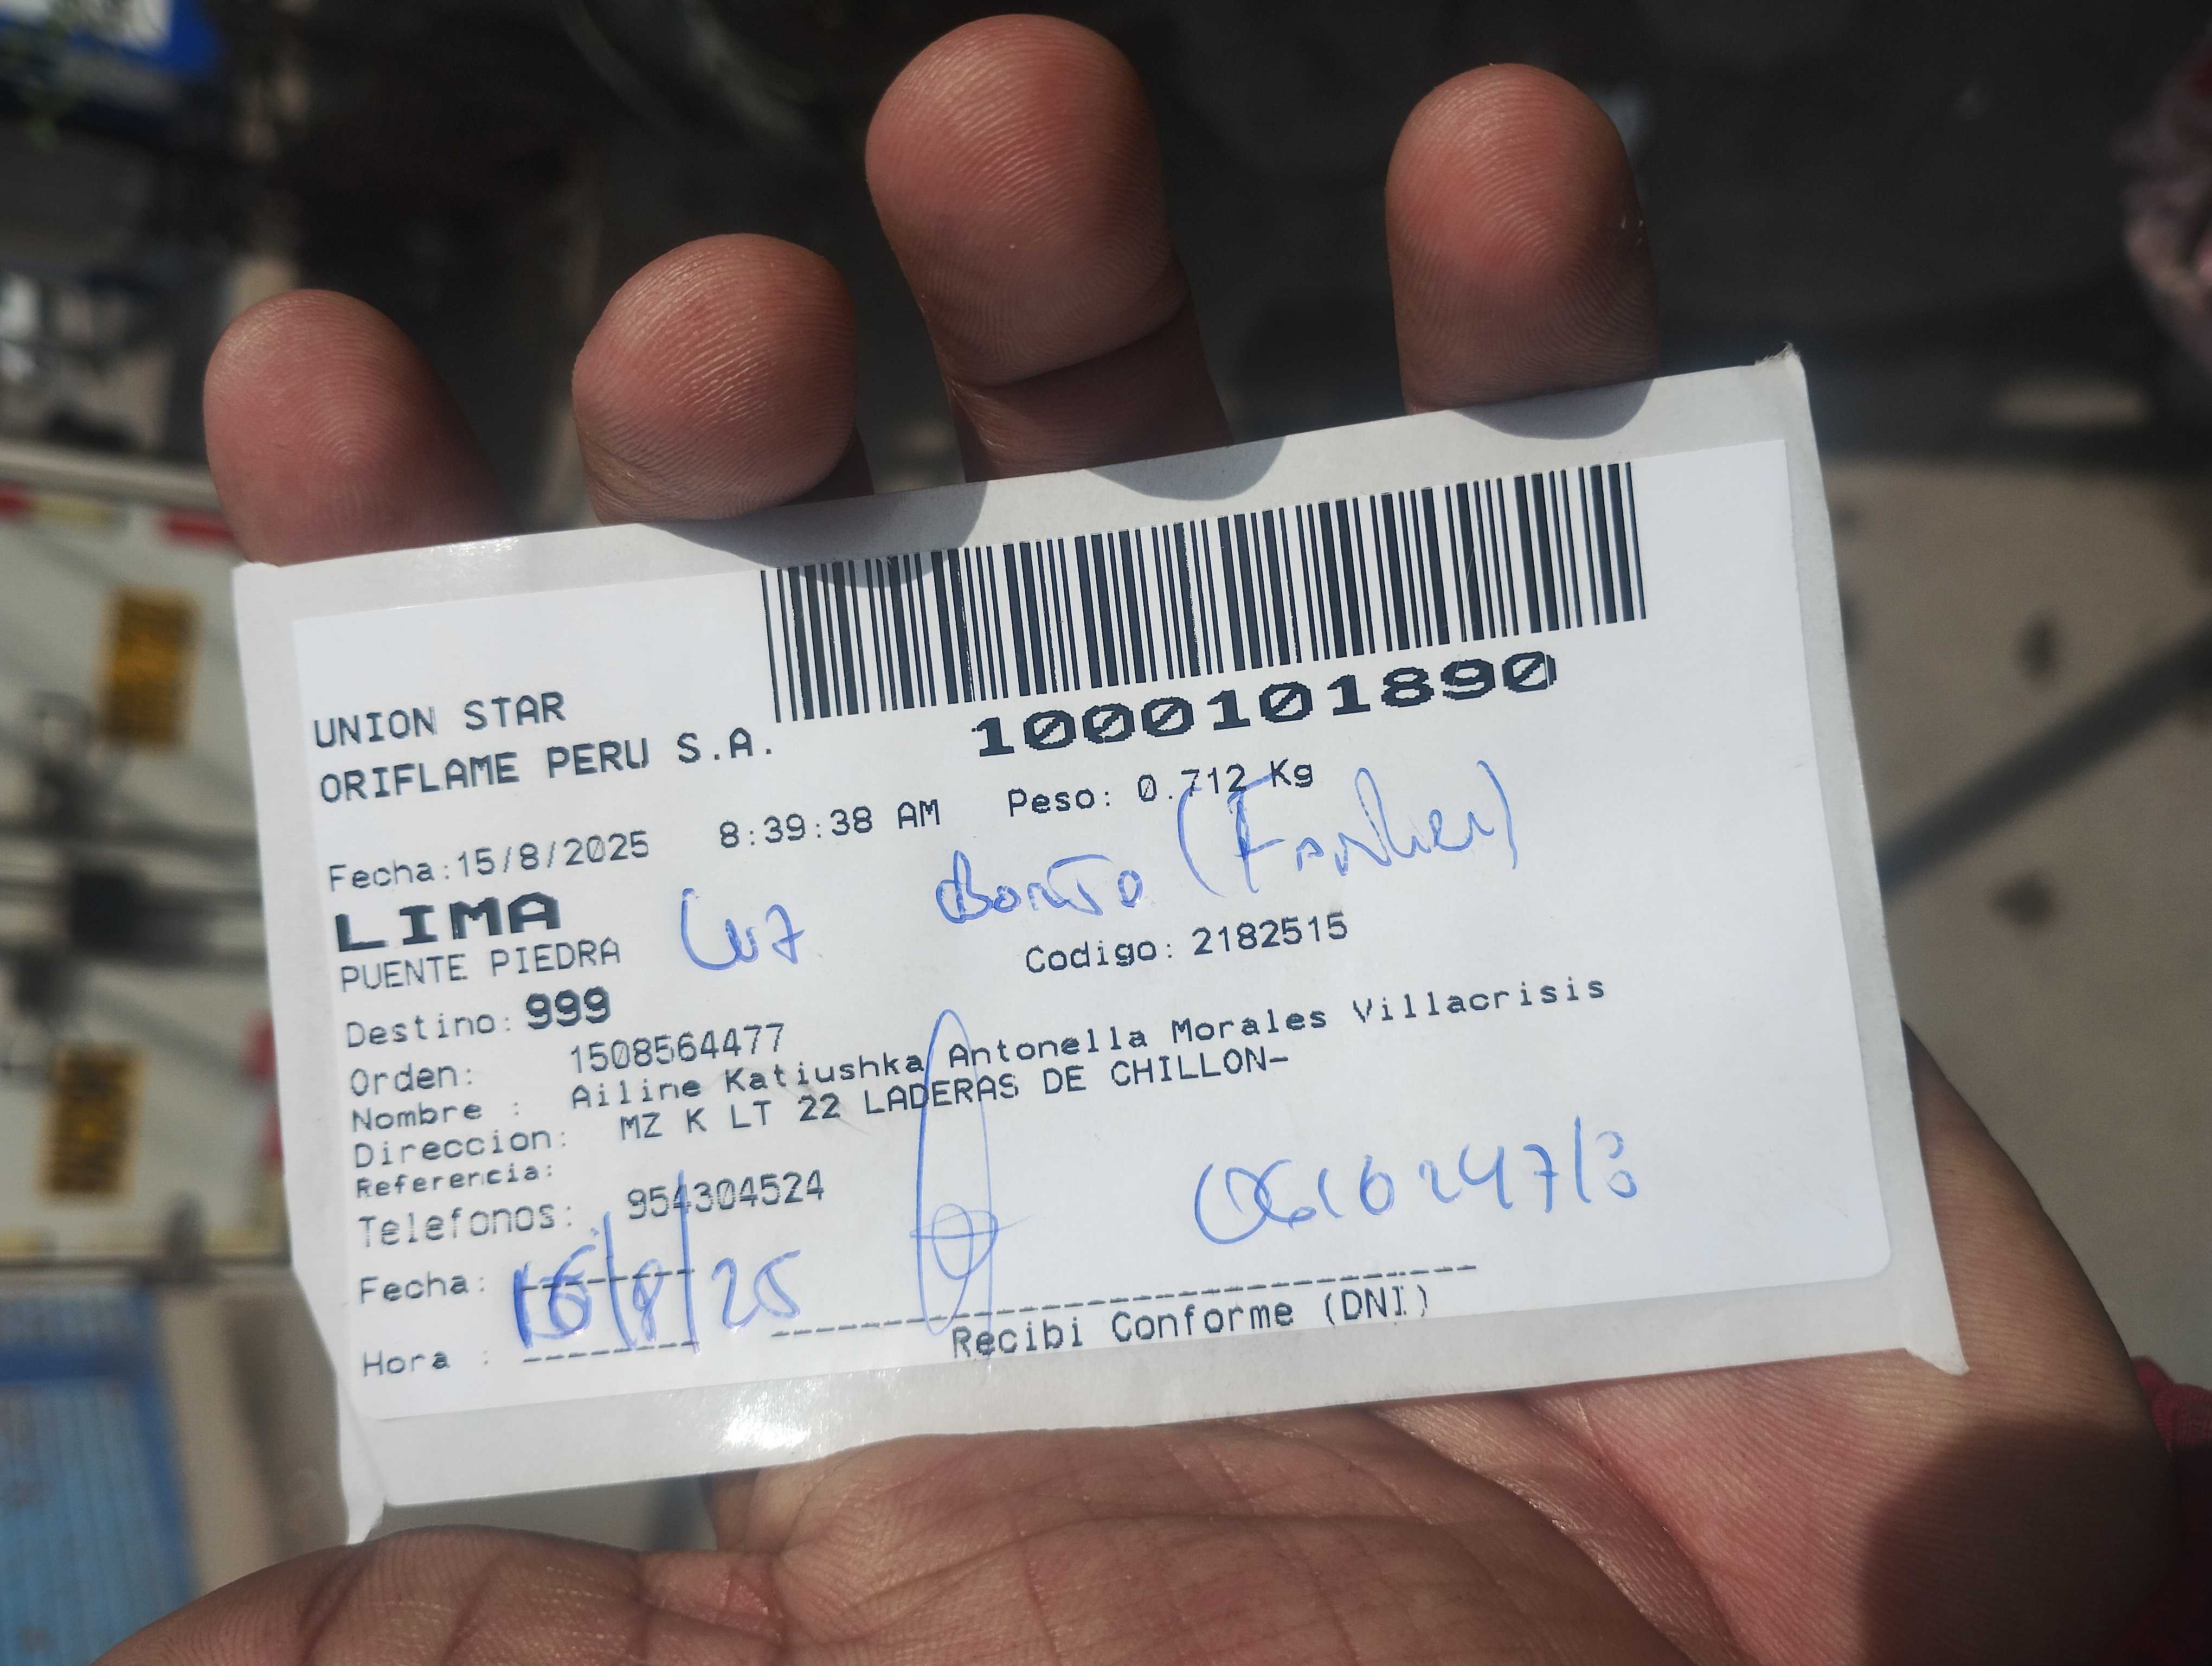 1000101890
UNION STAR
ORIFLAME PERU S.A.
Fecha:15/8/2025 8:39:38 AM Peso: 0.712 Kg
LIMA
Luz
PUENTE PIEDRA
Codigo: 2182515
Destino: 999
Orden: 1508564477
Nombre : Ailine Katiushka Antonella Morales Villacrisis
Direccion: MZ K LT 22 LADERAS DE CHILLON-
Referencia:
Telefonos: 954304524
Fecha: 16/8/25
Hora :
Recibi Conforme (DNI)